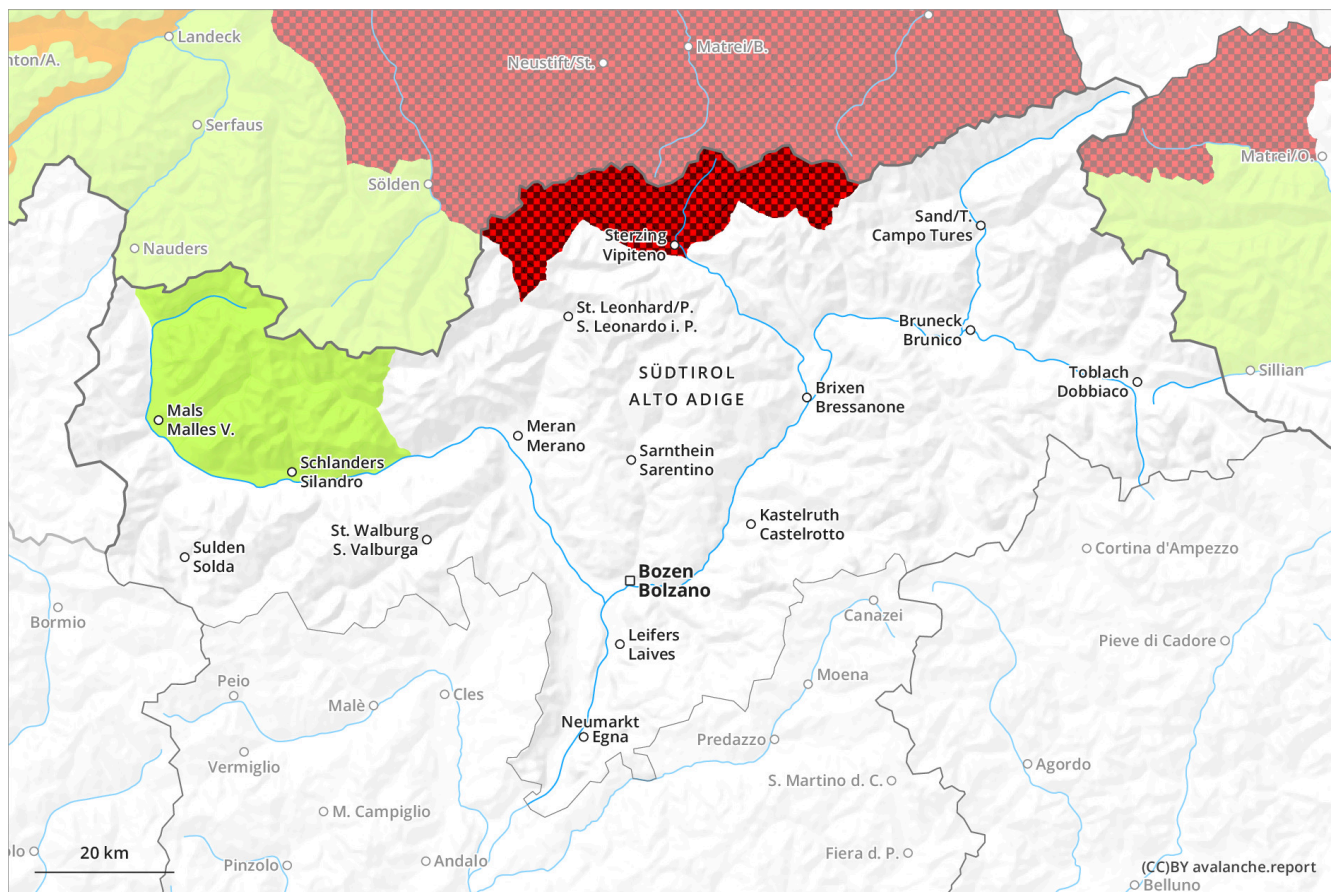 Landeck
nton/A.
Matrei/B.
Neustift/St.
Serfaus
Matrei/O.
Sölden
Sand/T.
Campo Tures
Sterzing
Vipiteno
Nauders
St. Leonhard/P.
S. Leonardo i. P.
Bruneck
Brunico
SÜDTIROL
ALTO ADIGE
Toblach
Dobbiaco
Sillian
Brixen
Bressanone
Mals
Malles V.
Meran
Merano
Sarnthein
Sarentino
Schlanders
Silandro
Kastelruth
Castelrotto
St. Walburg
S. Valburga
Sulden
Solda
Cortina d'Ampezzo
Bozen
Bolzano
Bormio
Canazei
Leifers
Laives
Pieve di Cadore
Peio
Malè
Cles
Moena
Neumarkt
Egna
Predazzo
Vermiglio
Agordo
S. Martino d. C.
M. Campiglio
olo
20 km
Pinzolo
Andalo
Fiera d. P.
(CC)BY avalanche.report
Belluno